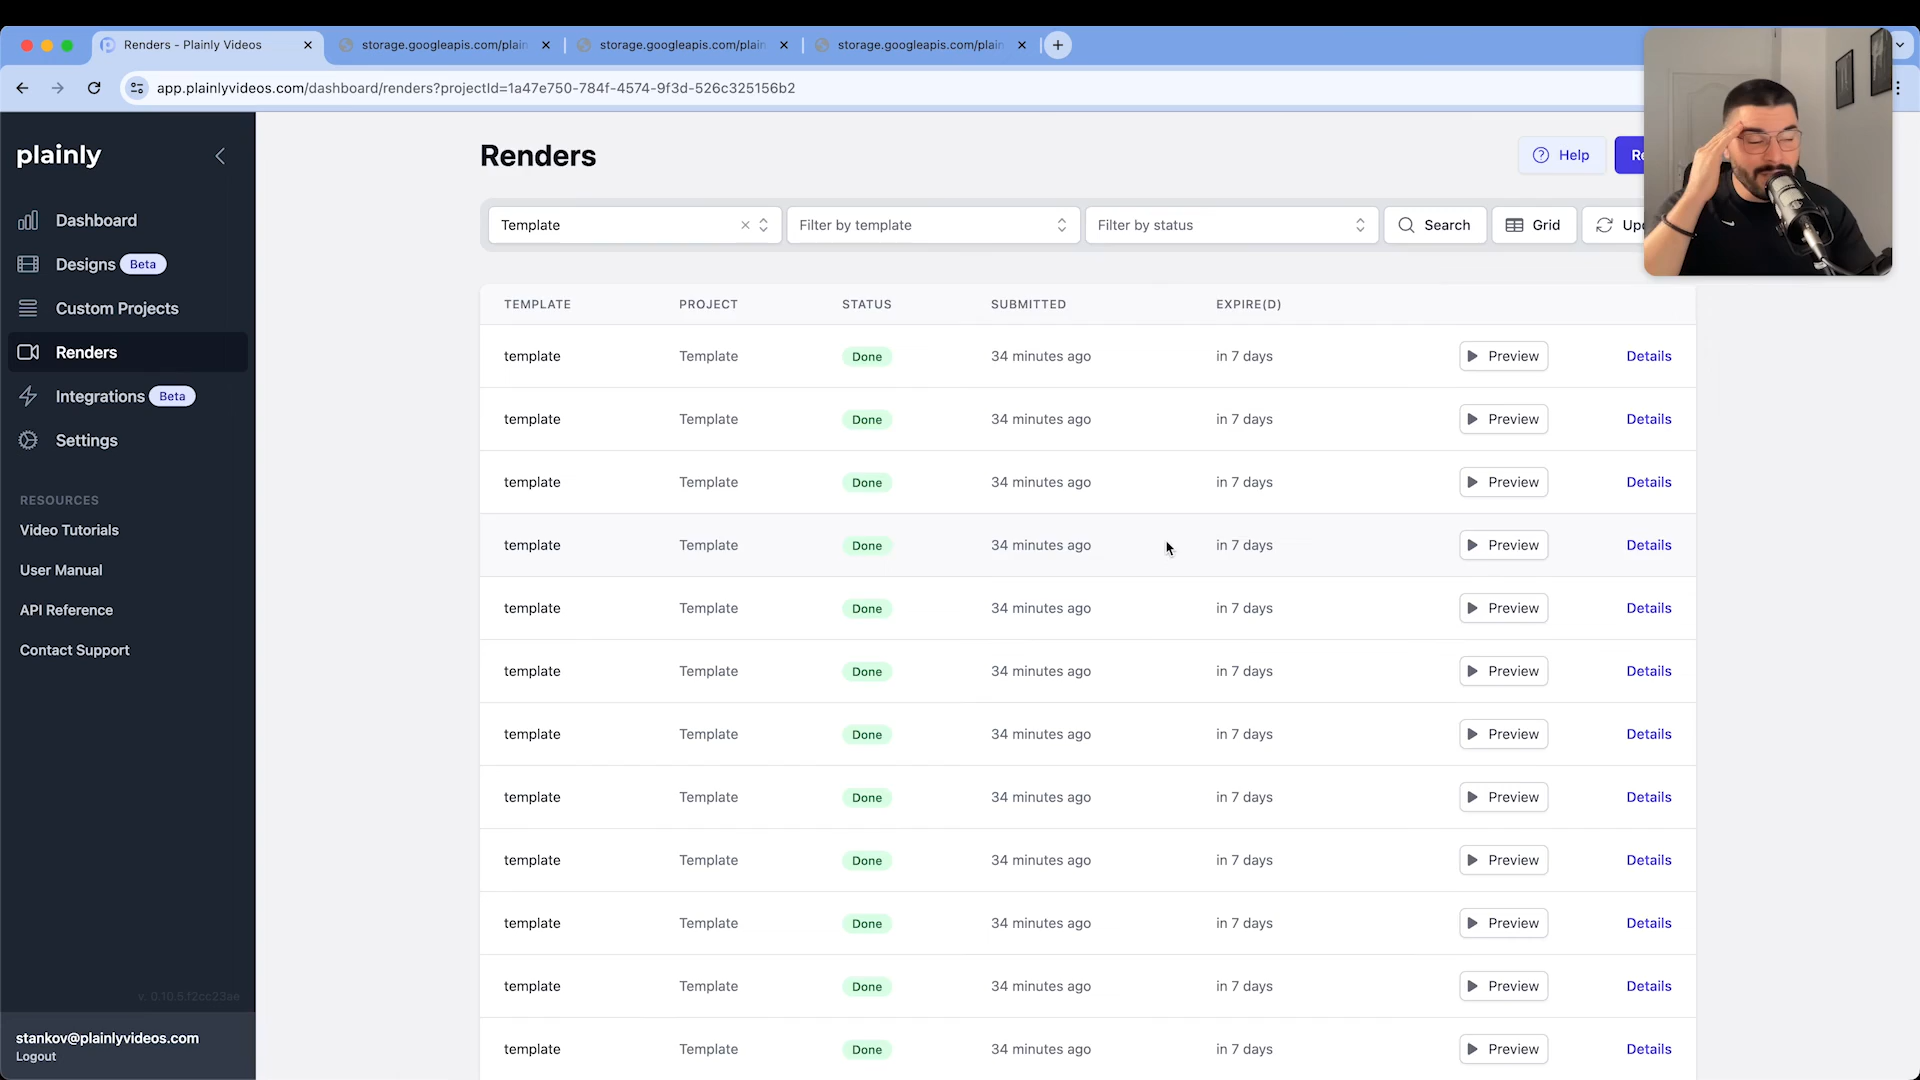 Renders - Plainly Videos
storage.googleapis.com/plain
storage.googleapis.com/plain
storage.googleapis.com/plain
app.plainlyvideos.com/dashboard/renders?projectId=1a47e750-784f-4574-9f3d-526c325156b2
plainly
Dashboard
Designs Beta
Custom Projects
Renders
Integrations Beta
Settings
RESOURCES
Video Tutorials
User Manual
API Reference
Contact Support
v. 0.10.5.f2cc23ae
stankov@plainlyvideos.com
Logout
Renders
Help
Re
Template
Filter by template
Filter by status
Search
Grid
Upd
TEMPLATE PROJECT STATUS SUBMITTED EXPIRE(D)
template Template Done 34 minutes ago in 7 days Preview Details
template Template Done 34 minutes ago in 7 days Preview Details
template Template Done 34 minutes ago in 7 days Preview Details
template Template Done 34 minutes ago in 7 days Preview Details
template Template Done 34 minutes ago in 7 days Preview Details
template Template Done 34 minutes ago in 7 days Preview Details
template Template Done 34 minutes ago in 7 days Preview Details
template Template Done 34 minutes ago in 7 days Preview Details
template Template Done 34 minutes ago in 7 days Preview Details
template Template Done 34 minutes ago in 7 days Preview Details
template Template Done 34 minutes ago in 7 days Preview Details
template Template Done 34 minutes ago in 7 days Preview Details